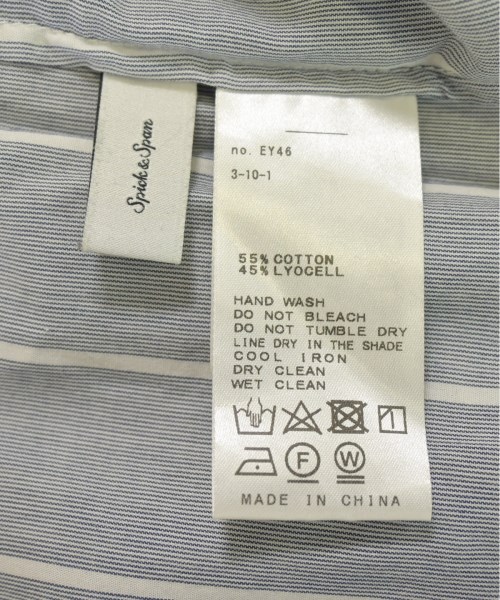 Spick & Span
no. EY46
3-10-1
55% COTTON
45% LYOCELL
HAND WASH
DO NOT BLEACH
DO NOT TUMBLE DRY
LINE DRY IN THE SHADE
COOL IRON
DRY CLEAN
WET CLEAN
F W
MADE IN CHINA